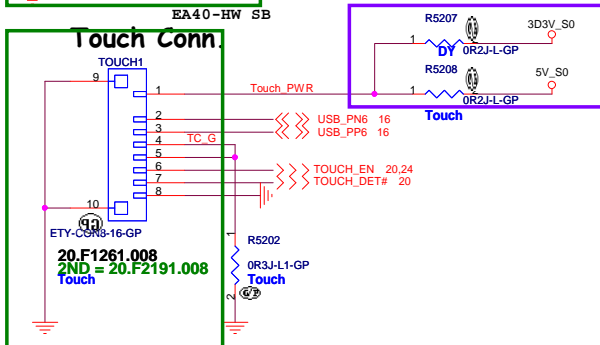 EA40-HW SB
Touch Conn.
TOUCH1
9
1
2
3
4
5
6
7
8
10
Touch_PWR
USB_PN6 16
USB_PP6 16
TC_G
TOUCH_EN 20,24
TOUCH_DET# 20
ETY-CON8-16-GP
20.F1261.008
2ND = 20.F2191.008
Touch
1
R5202
0R3J-L1-GP
Touch
2
R5207
1
DY
0R2J-L-GP
3D3V_S0
R5208
1
0R2J-L-GP
5V_S0
Touch